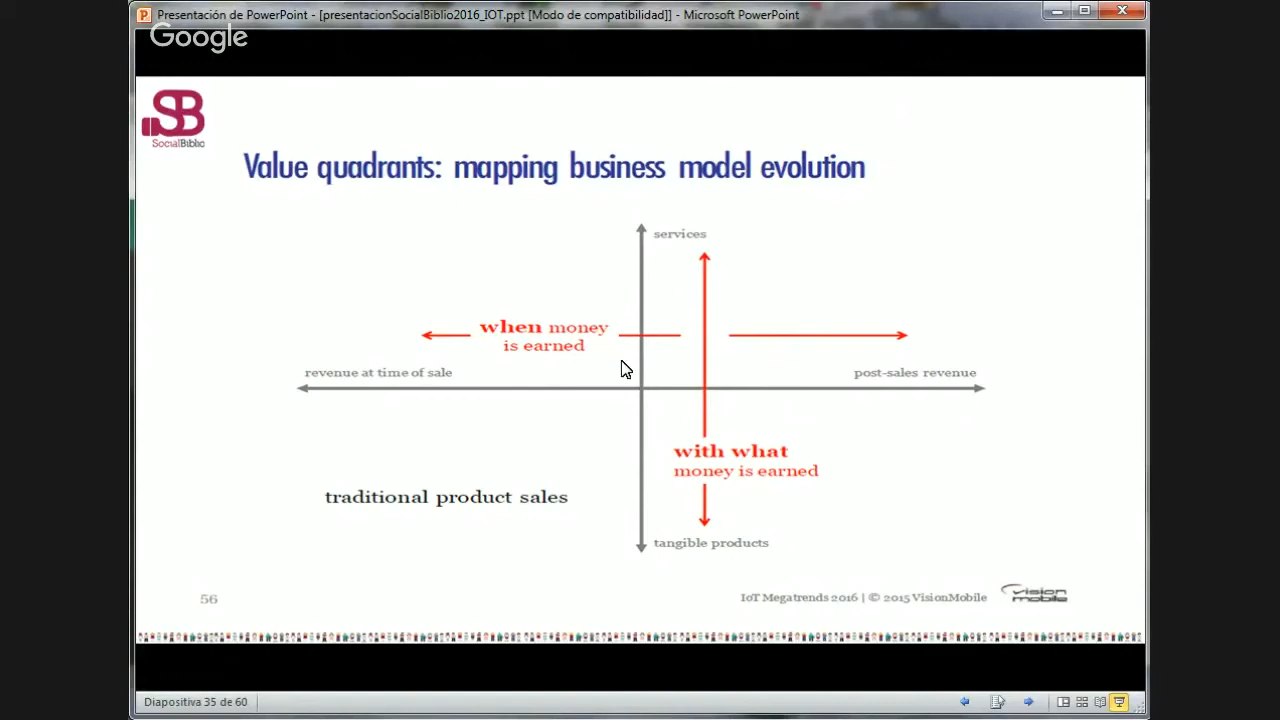 Presentación de PowerPoint - [presentacionSocialBiblio2016_IOT.ppt [Modo de compatibilidad]] - Microsoft PowerPoint
Google
SB
SocialBiblio
Value quadrants: mapping business model evolution
services
when money
is earned
revenue at time of sale
post-sales revenue
with what
money is earned
traditional product sales
tangible products
56
IoT Megatrends 2016 | © 2015 VisionMobile
vision
mobile
Diapositiva 35 de 60